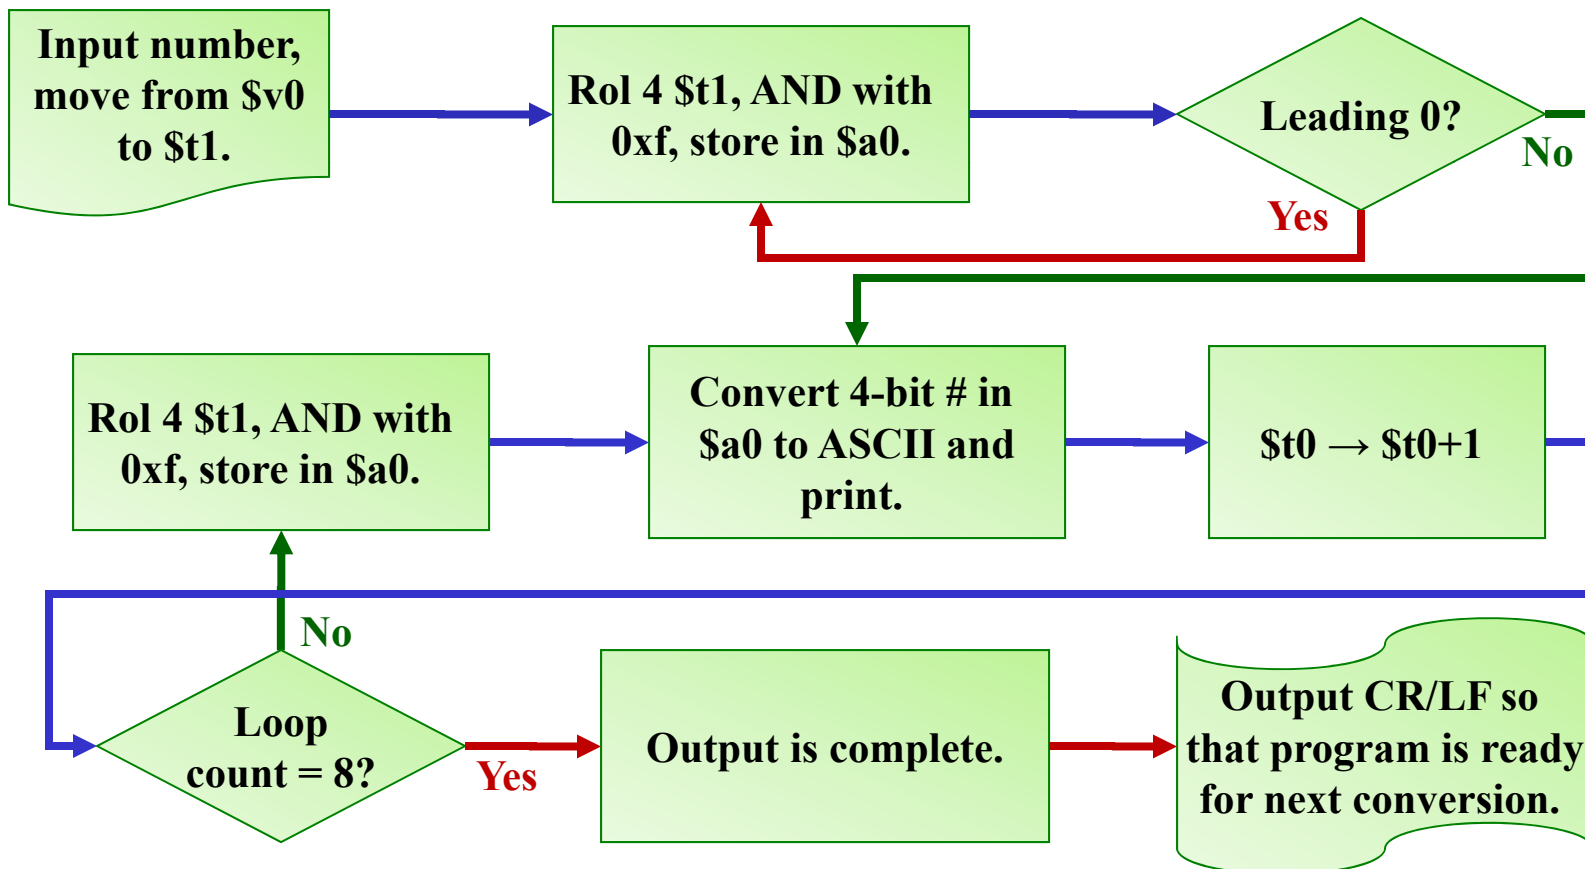 Input number,
move from $v0
to $t1.
Rol 4 $t1, AND with
0xf, store in $a0.
Leading 0?
No
Yes
Rol 4 $t1, AND with
0xf, store in $a0.
Convert 4-bit # in
$a0 to ASCII and
print.
$t0 → $t0+1
No
Loop
count = 8?
Yes
Output is complete.
Output CR/LF so
that program is ready
for next conversion.